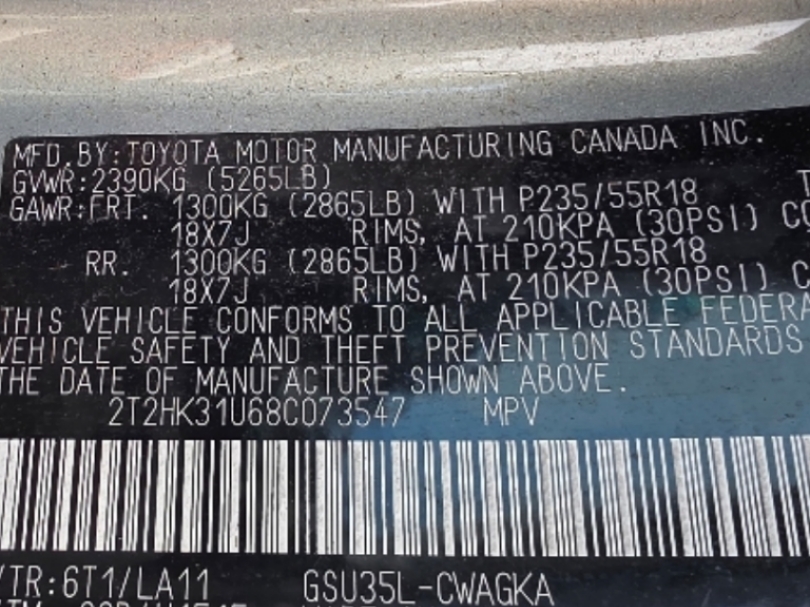 MFD.BY:TOYOTA MOTOR MANUFACTURING CANADA INC.
GVWR:2390KG (5265LB)
GAWR:FRT. 1300KG (2865LB) WITH P235/55R18
18X7J RIMS, AT 210KPA (30PSI)
RR. 1300KG (2865LB) WITH P235/55R18
18X7J RIMS, AT 210KPA (30PSI)
THIS VEHICLE CONFORMS TO ALL APPLICABLE FEDERA
VEHICLE SAFETY AND THEFT PREVENTION STANDARDS
THE DATE OF MANUFACTURE SHOWN ABOVE.
2T2HK31U68C073547 MPV
/TR:6T1/LA11 GSU35L-CWAGKA